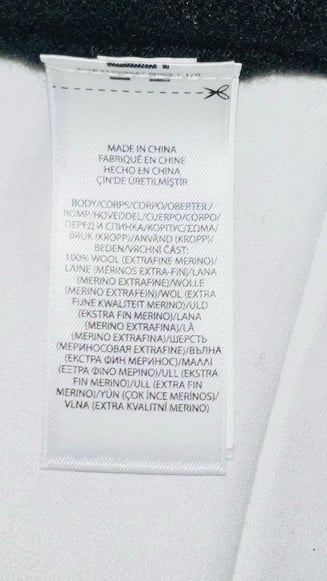 MADE IN CHINA
FABRIQUÉ EN CHINE
HECHO EN CHINA
ÇİN'DE ÜRETİLMİŞTİR
BODY/CORPS/CORPO/OBERTEIL/
ROMP/HOVEDDEL/CUERPO/CORPO/
ПЕРЕД И СПИНКА/КОРПУС/ΣΩΜΑ/
BRUK (KROPP)/ANVÄND (KROPP)/
BEDEN/VRCHNÍ ČÁST:
100% WOOL (EXTRAFINE MERINO)/
LAINE (MÉRINOS EXTRA-FIN)/LANA
(MERINO EXTRAFINE)/WOLLE
(MERINO EXTRAFEIN)/WOL (EXTRA
FIJNE KWALITEIT MERINO)/ULD
(EKSTRA FIN MERINO)/LANA
(MERINO EXTRAFINA)/LÃ
(MERINO EXTRAFINA)/ШЕРСТЬ
(МЕРИНОСОВАЯ EXTRAFINE)/ВЪЛНА
(ЕКСТРА ФИН МЕРИНОС)/ΜΑΛΛΙ
(ΕΞΤΡΑ ΦΙΝΟ ΜΕΡΙΝΟ)/ULL (EKSTRA
FIN MERINO)/ULL (EXTRA FIN
MERINO)/YÜN (ÇOK İNCE MERİNOS)/
VLNA (EXTRA KVALITNÍ MERINO)